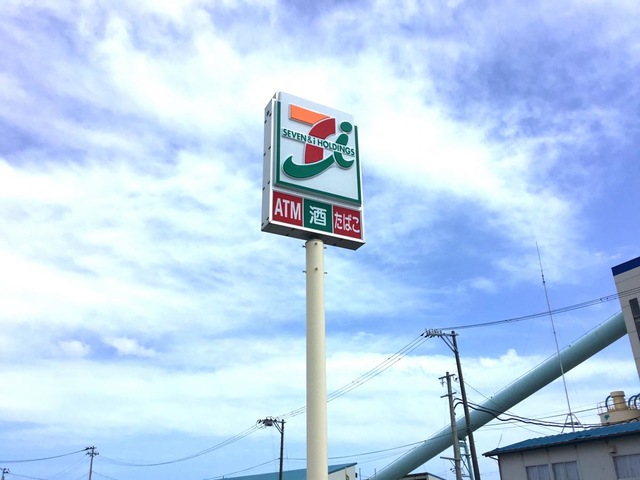 SEVEN & i HOLDINGS
ATM 酒 たばこ